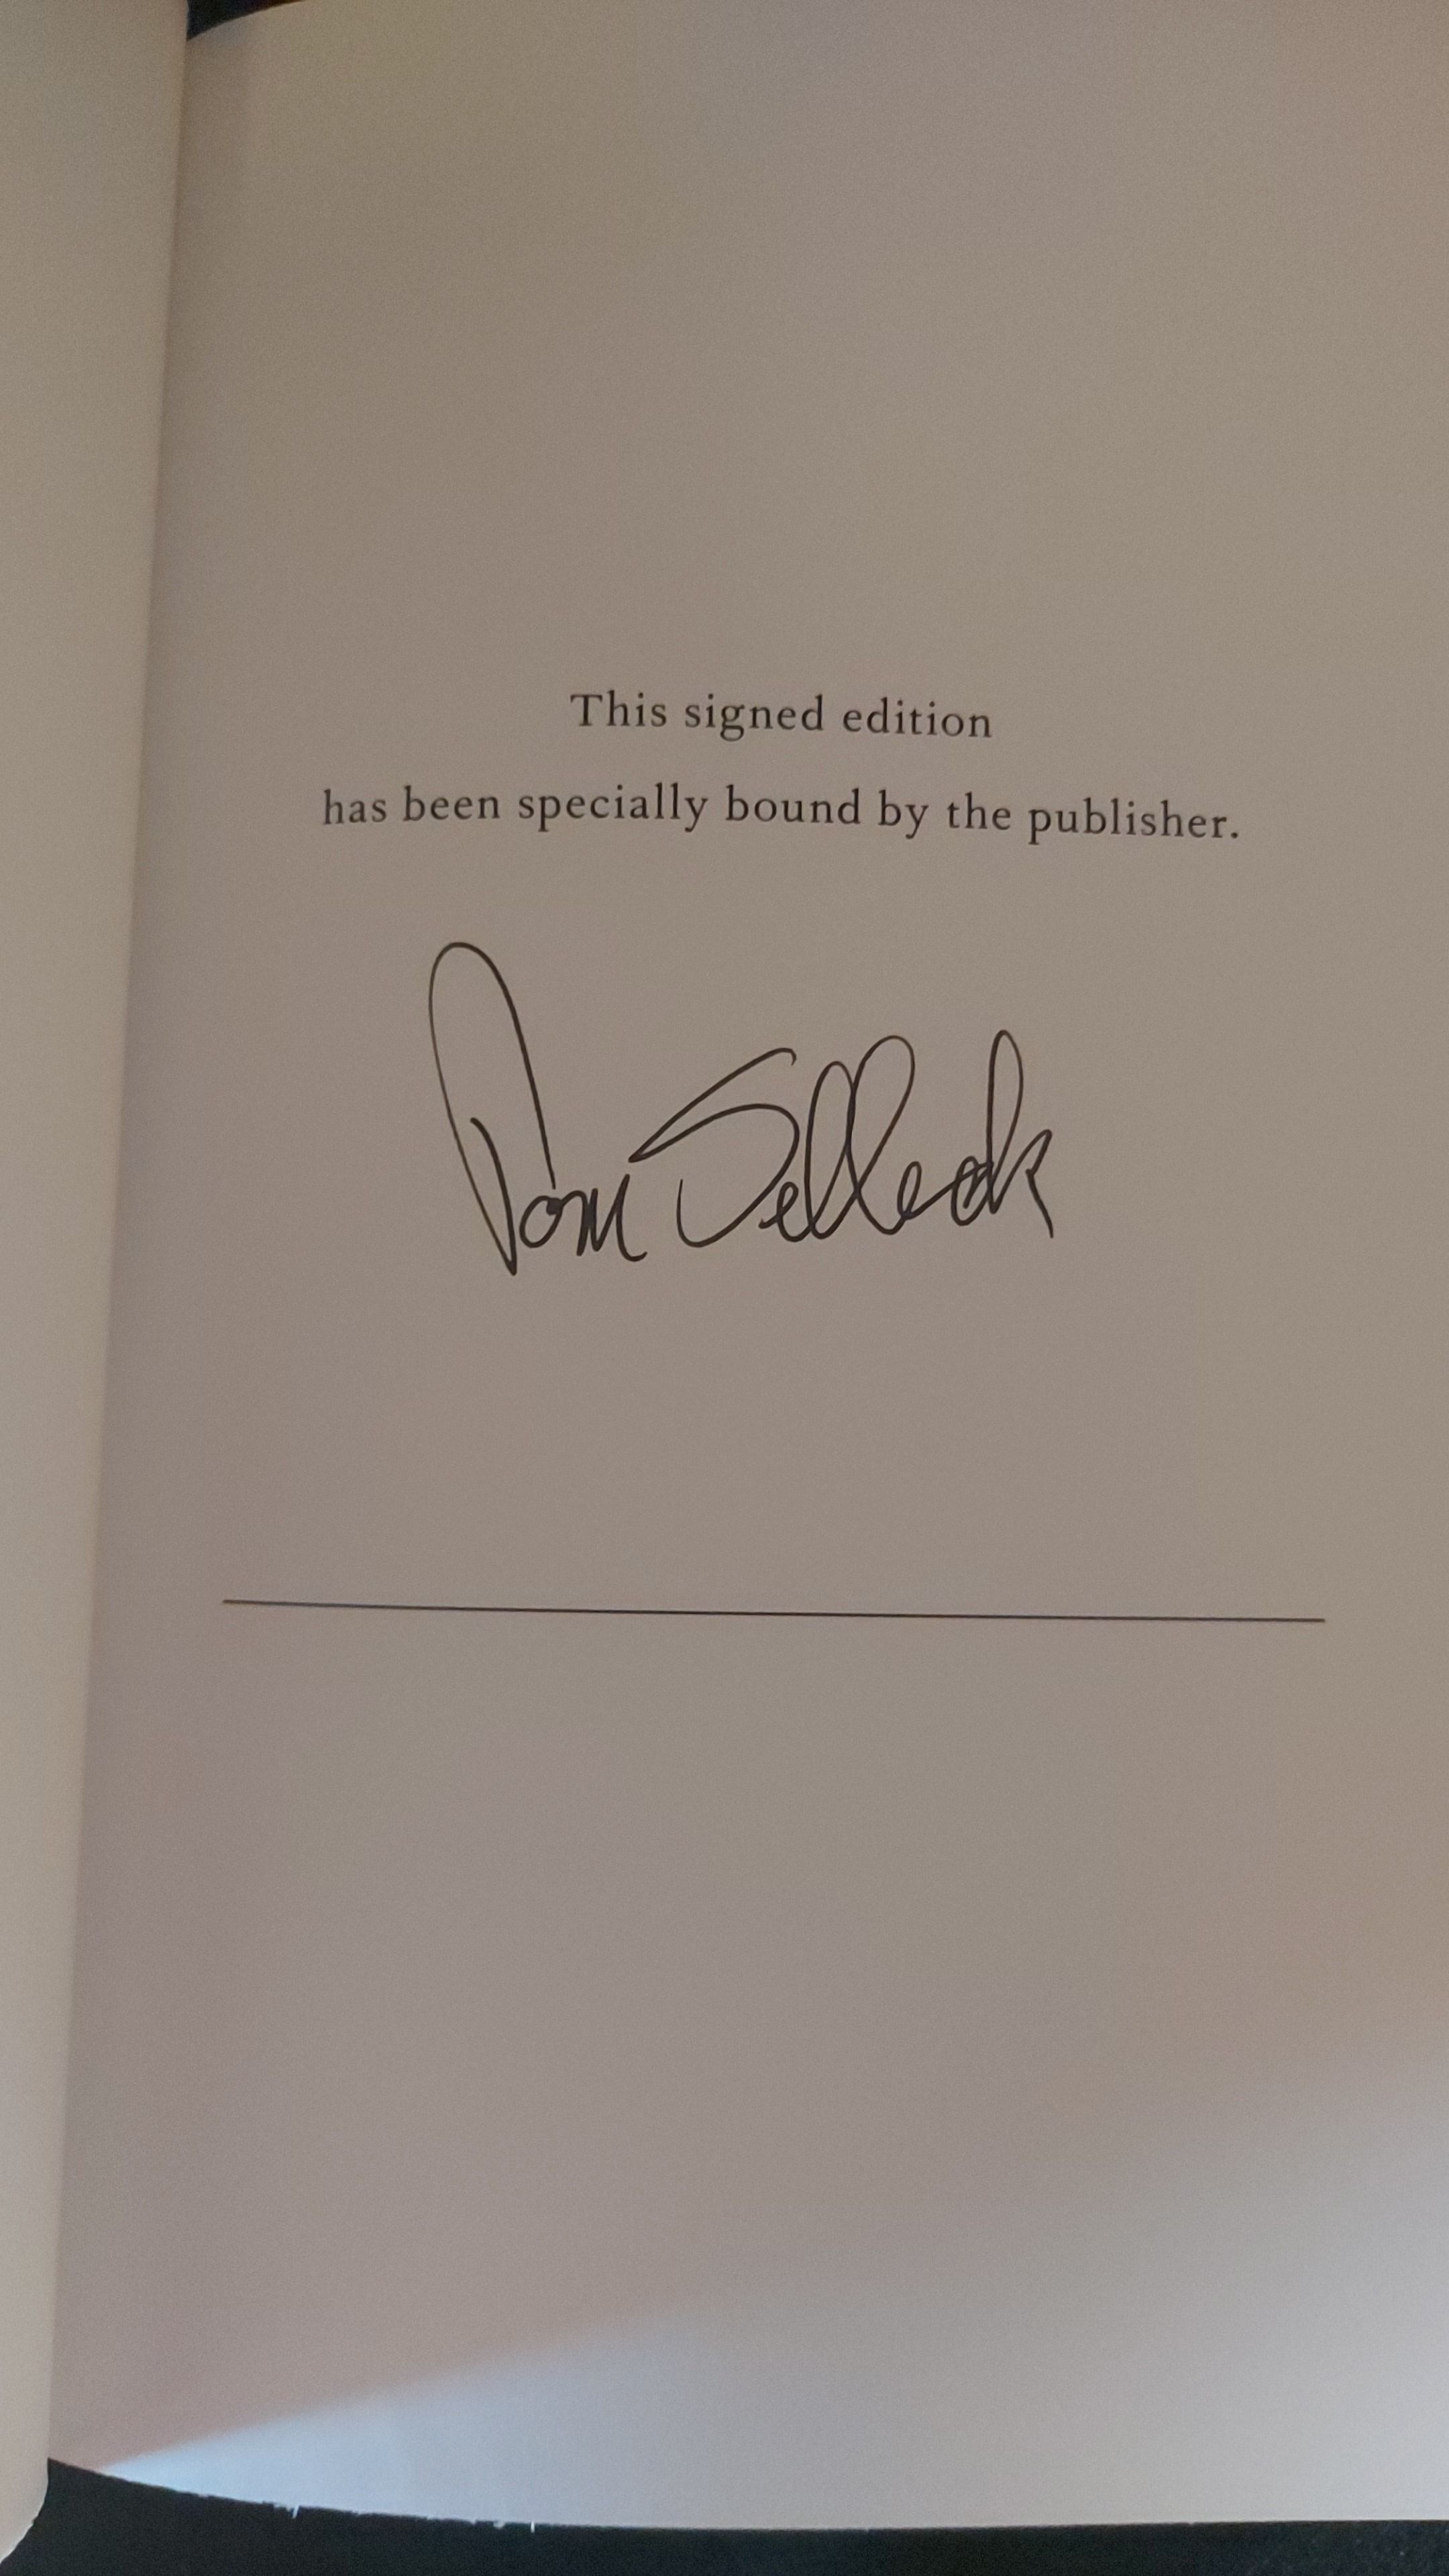 This signed edition
has been specially bound by the publisher.
Tom Selleck